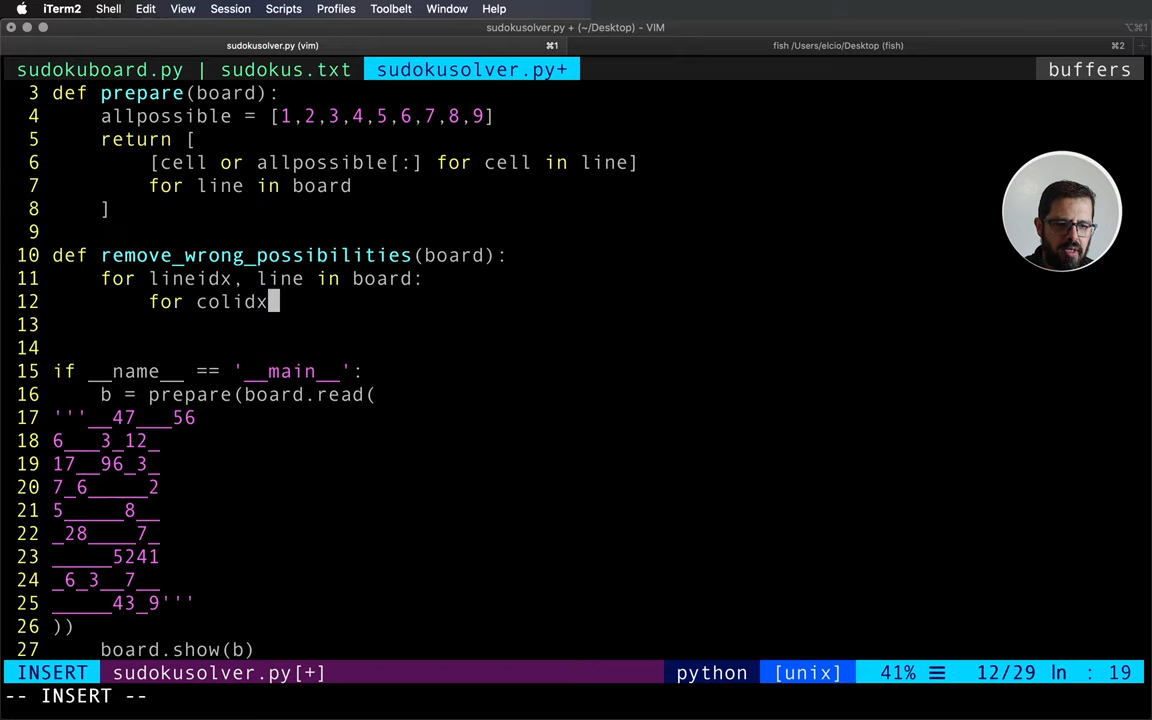 iTerm2 Shell Edit View Session Scripts Profiles Toolbelt Window Help
sudokusolver.py + (~/Desktop) - VIM ⌥⌘1
sudokusolver.py (vim) ⌘1 fish /Users/elcio/Desktop (fish) ⌘2 +
sudokuboard.py | sudokus.txt sudokusolver.py+ buffers
3 def prepare(board):
4     allpossible = [1,2,3,4,5,6,7,8,9]
5     return [
6         [cell or allpossible[:] for cell in line]
7         for line in board
8     ]
9
10 def remove_wrong_possibilities(board):
11     for lineidx, line in board:
12         for colidx
13
14
15 if __name__ == '__main__':
16     b = prepare(board.read(
17 '''__47___56
18 6___3_12_
19 17__96_3_
20 7_6_____2
21 5_____8__
22 _28____7_
23 _____5241
24 _6_3__7__
25 _____43_9'''
26 ))
27     board.show(b)
INSERT sudokusolver.py[+] python [unix] 41% ☰ 12/29 ln : 19
-- INSERT --